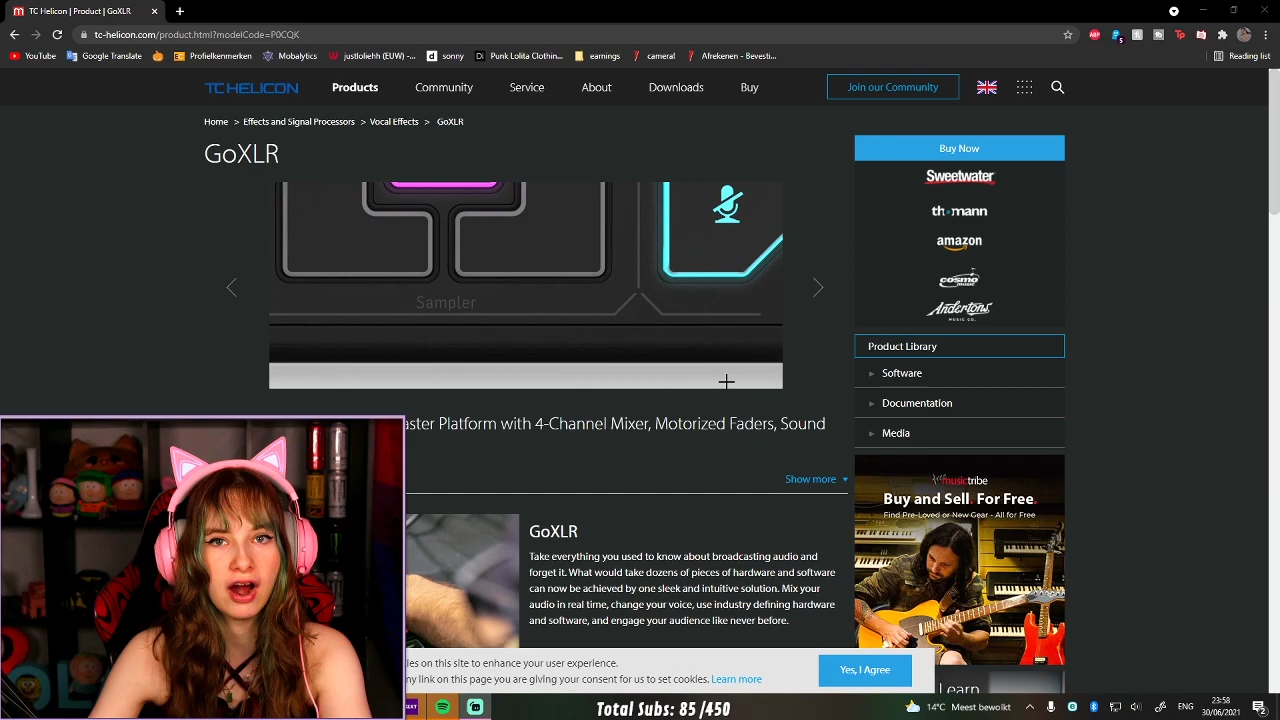 TC Helicon | Product | GoXLR
tc-helicon.com/product.html?modelCode=P0CQK
YouTube
Google Translate
earnings
Profielkenmerken
Mobalytics
justloliehh (EUW) -...
sonny
Punk Lolita Clothin...
earnings
cameral
Afrekenen - Bevesti...
Reading list
TC HELICON
Products
Community
Service
About
Downloads
Buy
Join our Community
Home > Effects and Signal Processors > Vocal Effects > GoXLR
GoXLR
Buy Now
Sweetwater
th•mann
amazon
cosmo
MUSIC
Andertons
MUSIC CO.
Sampler
Product Library
Software
Documentation
Media
aster Platform with 4-Channel Mixer, Motorized Faders, Sound
Show more
musictribe
Buy and Sell. For Free.
Find Pre-Loved or New Gear - All for Free
GoXLR
Take everything you used to know about broadcasting audio and
forget it. What would take dozens of pieces of hardware and software
can now be achieved by one sleek and intuitive solution. Mix your
audio in real time, change your voice, use industry defining hardware
and software, and engage your audience like never before.
ies on this site to enhance your user experience.
ny link on this page you are giving your consent for us to set cookies. Learn more
Yes, I Agree
Learn
Total Subs: 85 /450
14°C Meest bewolkt
ENG
23:58
30/06/2021